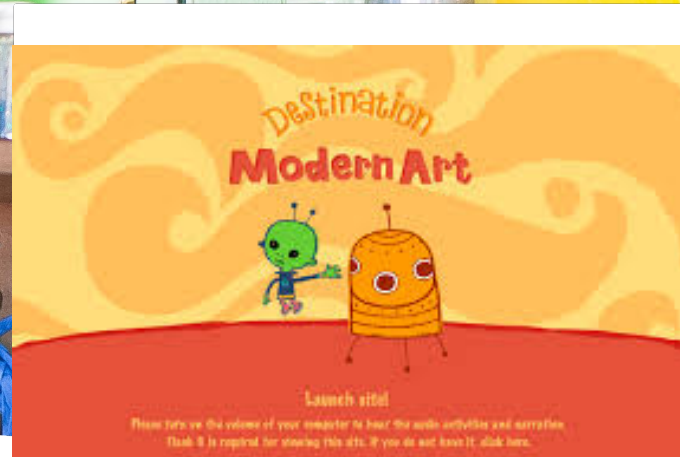 Destination
Modern Art
Launch site!
Please turn on the volume of your computer to hear the audio activities and narration.
Flash 8 is required for viewing this site. If you do not have it, click here.